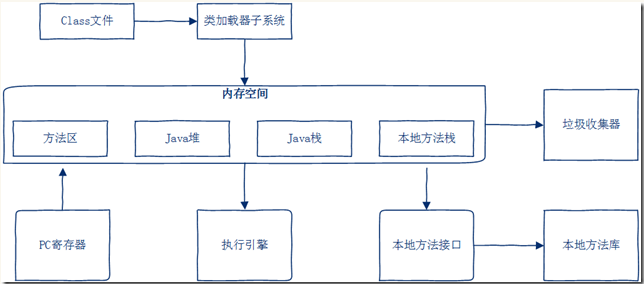 Class文件
类加载器子系统
内存空间
方法区
Java堆
Java栈
本地方法栈
垃圾收集器
PC寄存器
执行引擎
本地方法接口
本地方法库